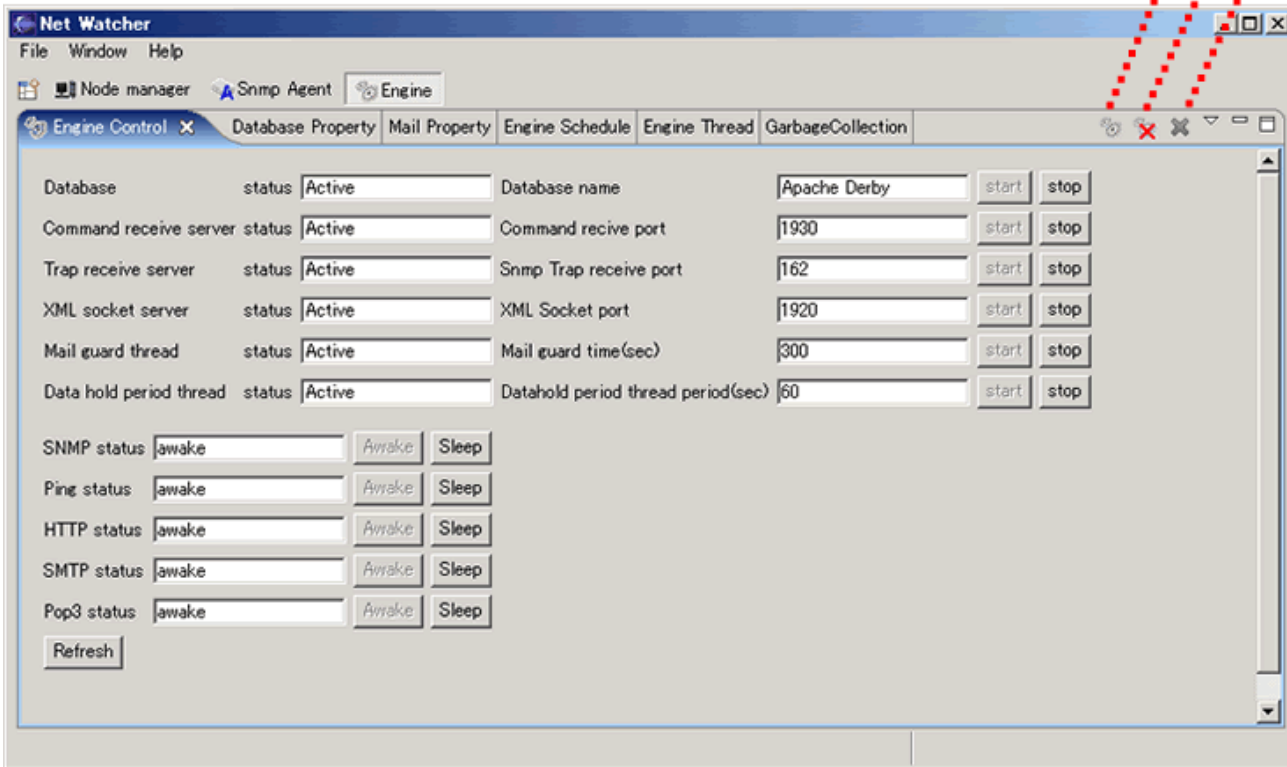 Net Watcher
File Window Help
Node manager Snmp Agent Engine
Engine Control Database Property Mail Property Engine Schedule Engine Thread GarbageCollection
Database status Active Database name Apache Derby start stop
Command receive server status Active Command recive port 1930 start stop
Trap receive server status Active Snmp Trap receive port 162 start stop
XML socket server status Active XML Socket port 1920 start stop
Mail guard thread status Active Mail guard time(sec) 300 start stop
Data hold period thread status Active Datahold period thread period(sec) 60 start stop
SNMP status awake Awake Sleep
Ping status awake Awake Sleep
HTTP status awake Awake Sleep
SMTP status awake Awake Sleep
Pop3 status awake Awake Sleep
Refresh